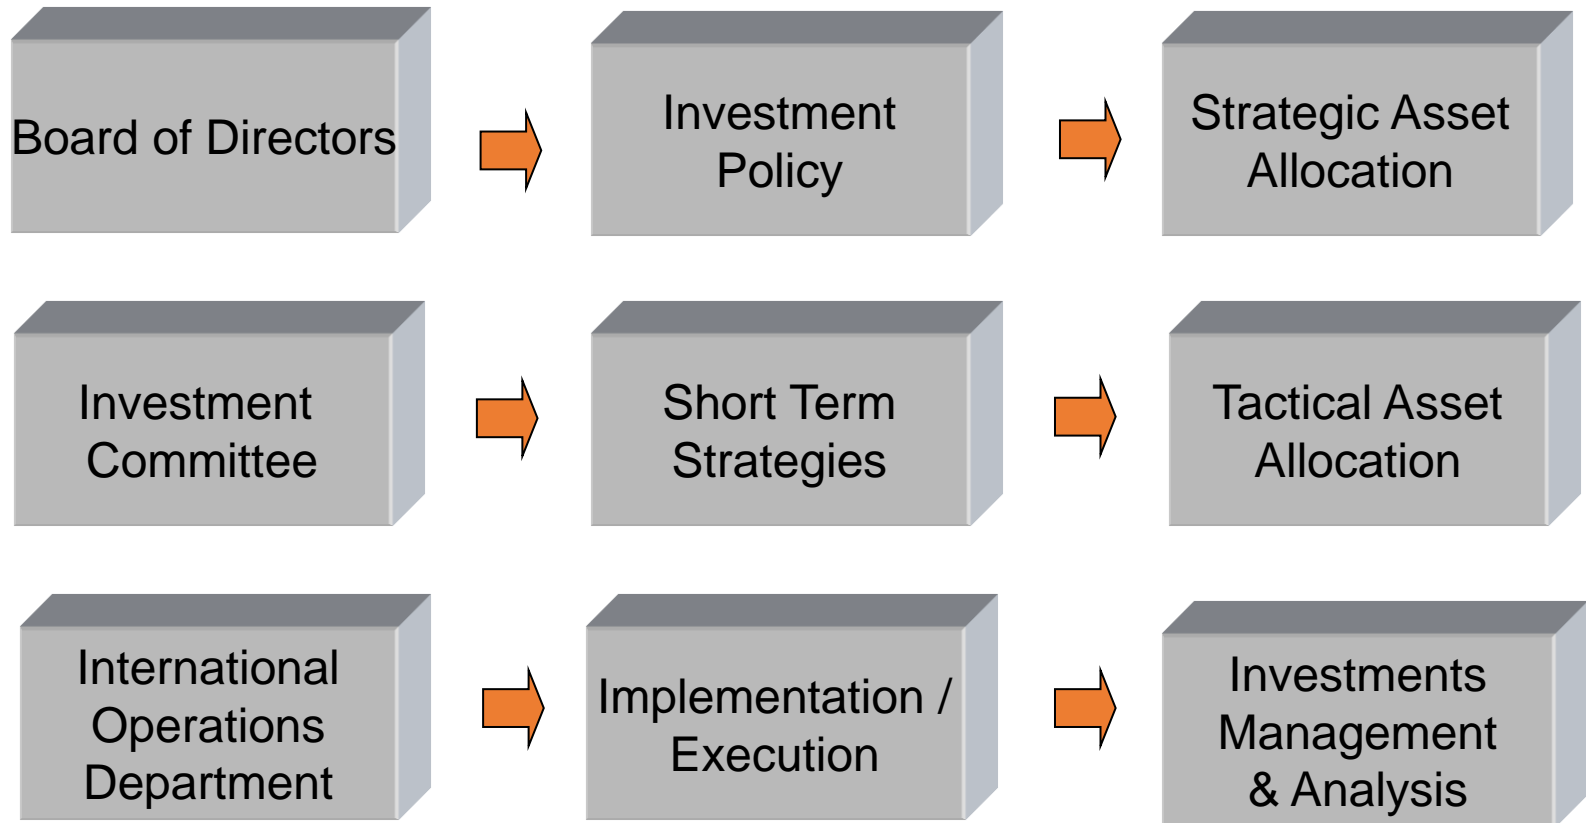 Board of Directors
Investment
Policy
Strategic Asset
Allocation
Investment
Committee
Short Term
Strategies
Tactical Asset
Allocation
International
Operations
Department
Implementation /
Execution
Investments
Management
& Analysis